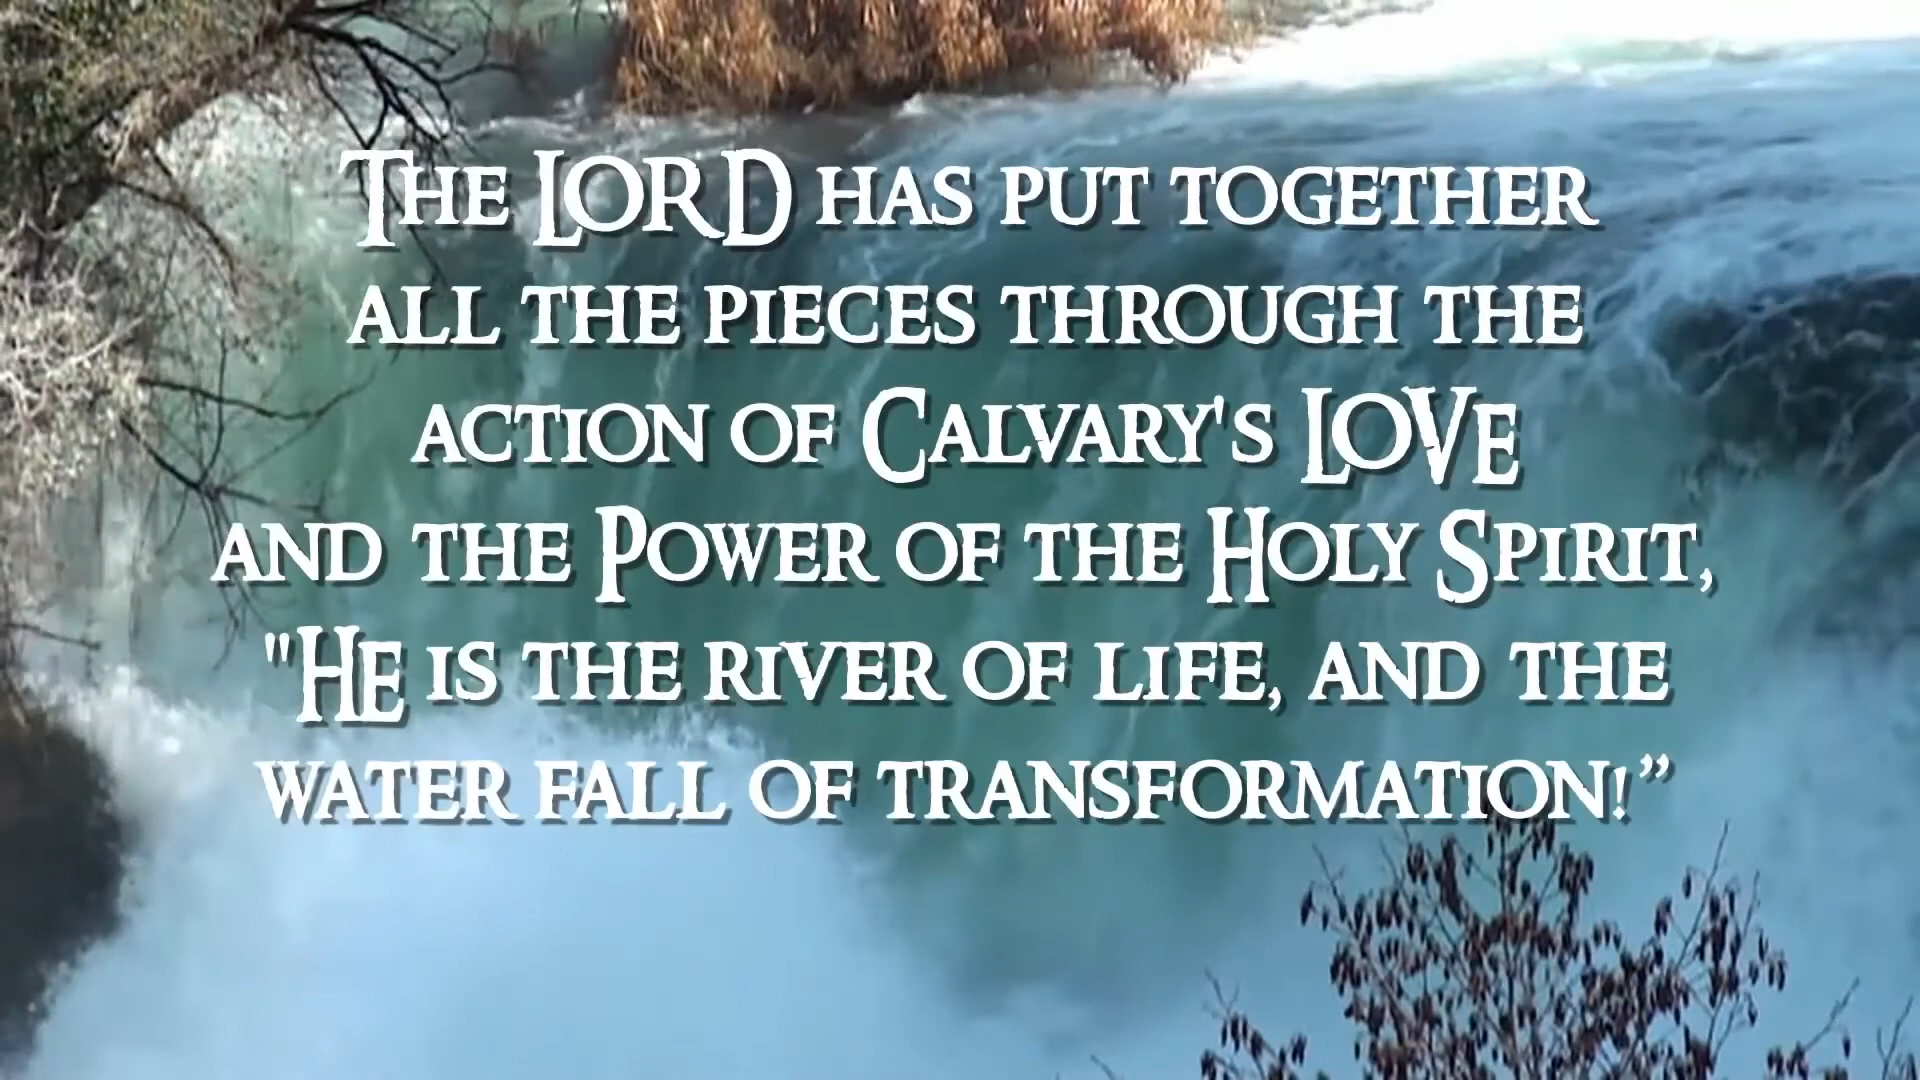 The LORD has put together
all the pieces through the
action of Calvary's LOVE
and the Power of the Holy Spirit,
"HE is the river of life, and the
water fall of transformation!”